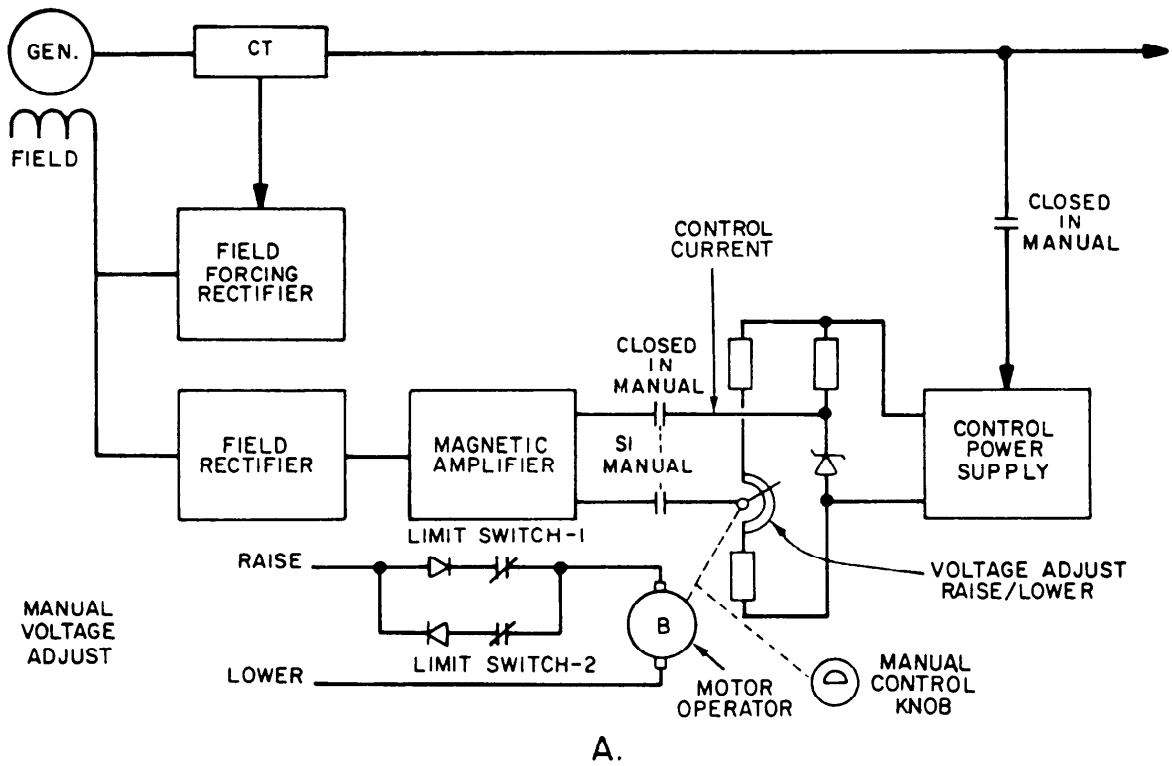 GEN.
CT
FIELD
FIELD
FORCING
RECTIFIER
CONTROL
CURRENT
CLOSED
IN
MANUAL
CLOSED
IN
MANUAL
FIELD
RECTIFIER
MAGNETIC
AMPLIFIER
S1
MANUAL
CONTROL
POWER
SUPPLY
LIMIT SWITCH-1
RAISE
VOLTAGE ADJUST
RAISE/LOWER
MANUAL
VOLTAGE
ADJUST
B
LIMIT SWITCH-2
LOWER
MOTOR
OPERATOR
MANUAL
CONTROL
KNOB
A.